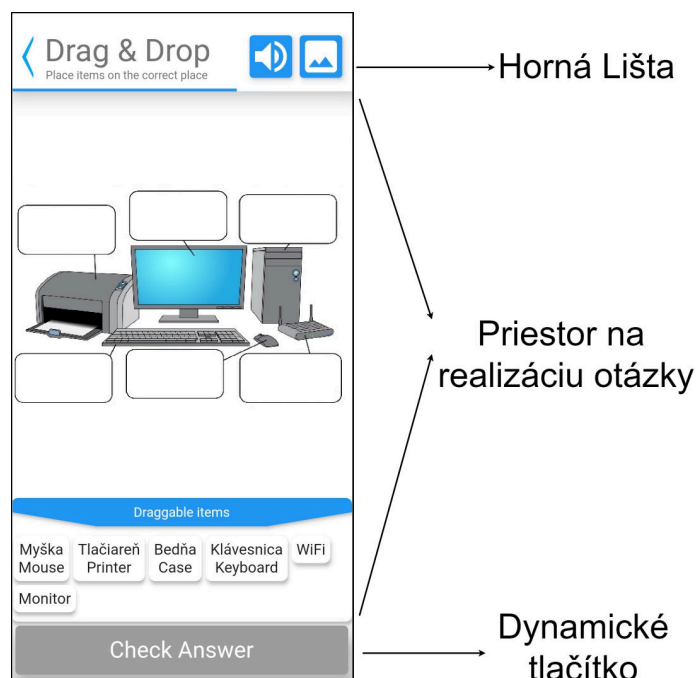 Drag & Drop
Place items on the correct place
Horná Lišta
Priestor na
realizáciu otázky
Draggable items
Myška Tlačiareň Bedňa Klávesnica WiFi
Mouse Printer Case Keyboard
Monitor
Check Answer
Dynamické
tlačítko